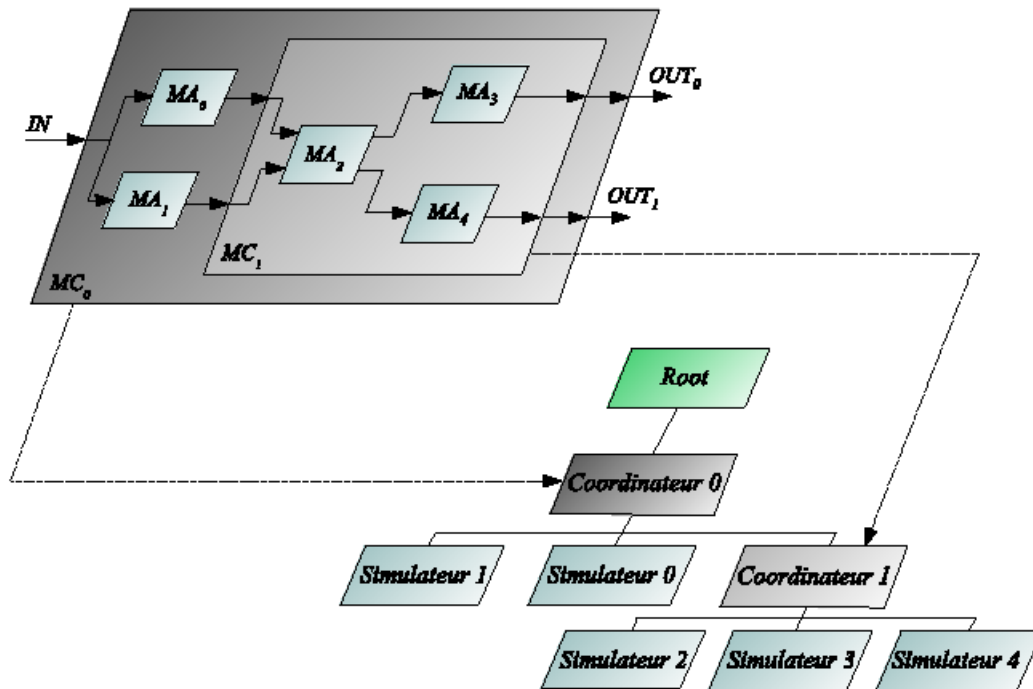 OUT₀
MA₀
MA₃
IN
MA₂
MA₁
MA₄
OUT₁
MC₁
MC₀
Root
Coordinateur 0
Simulateur 1
Simulateur 0
Coordinateur 1
Simulateur 2
Simulateur 3
Simulateur 4